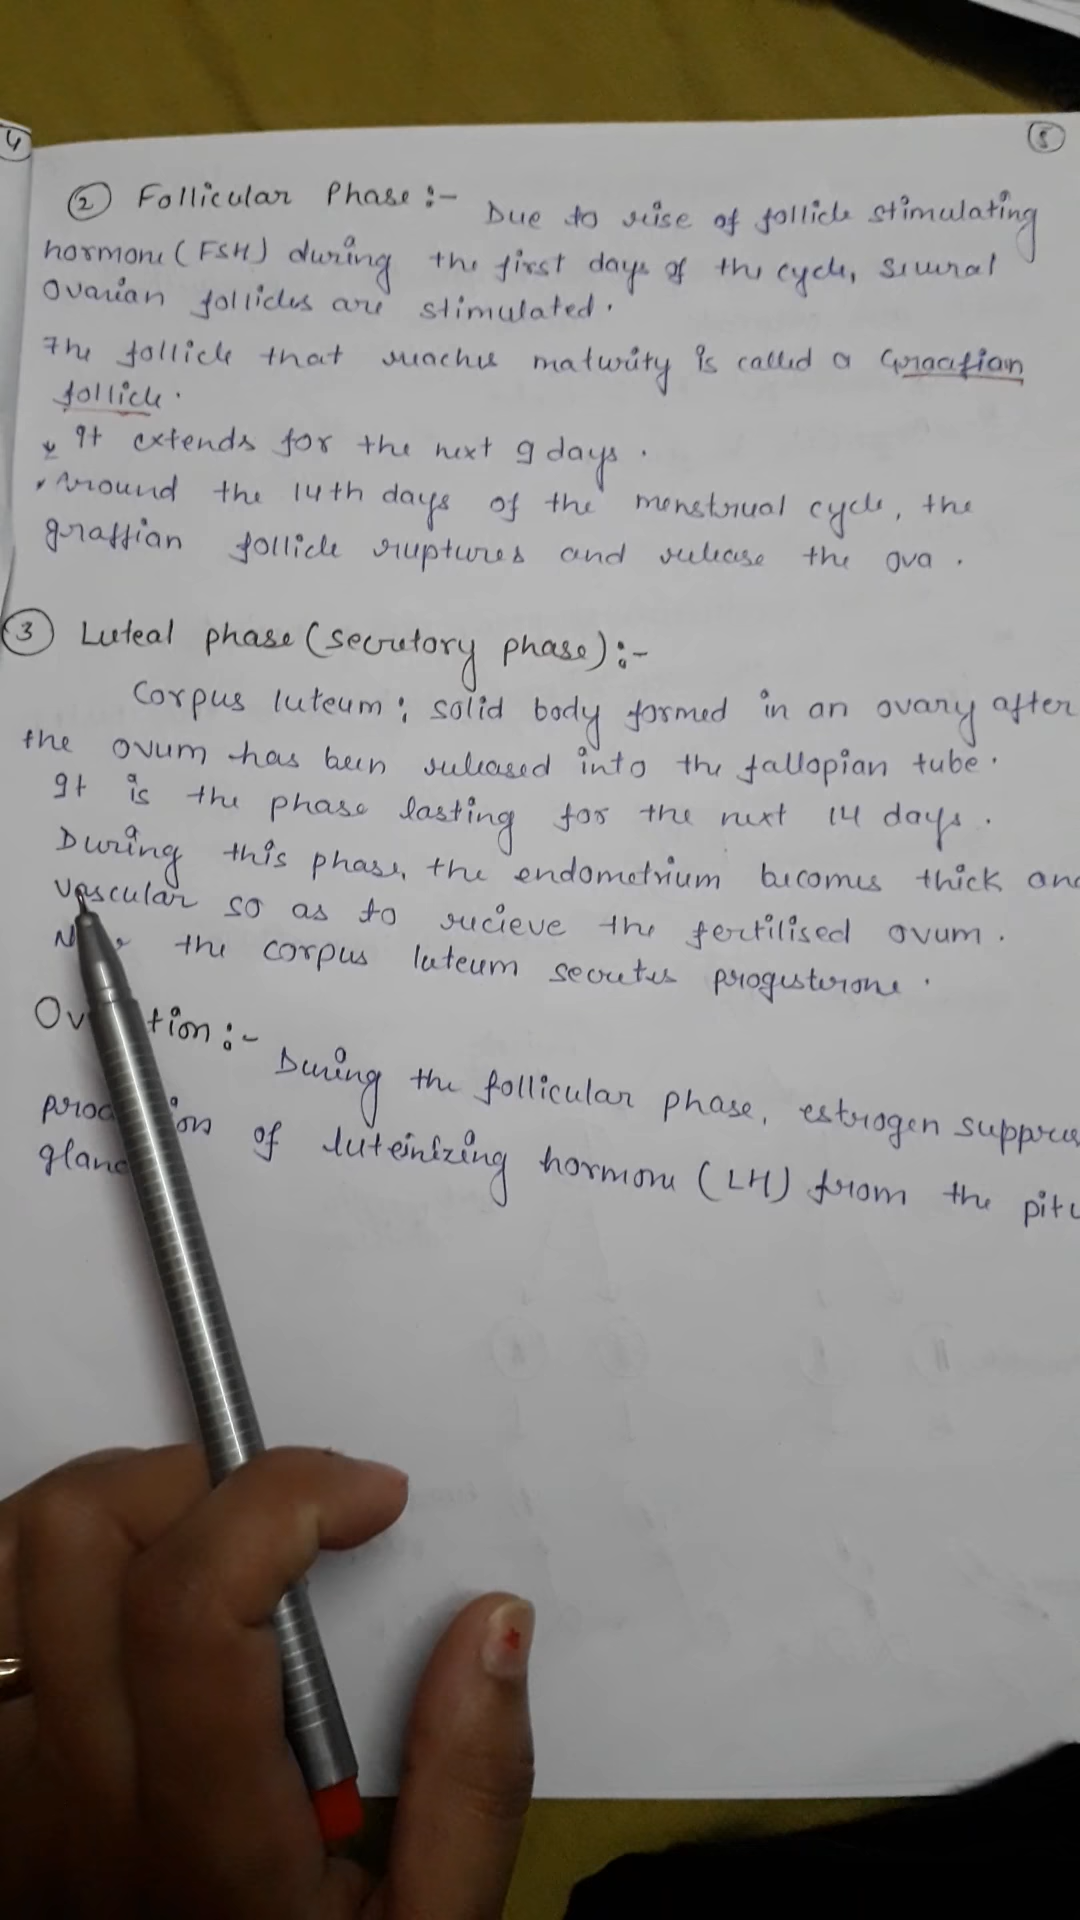 4
5
2 Follicular Phase :- Due to rise of follicle stimulating
hormone (FSH) during the first days of the cycle, several
Ovarian follicles are stimulated.
The follicle that reaches maturity is called a Graafian
follicle.
It extends for the next 9 days.
Around the 14th days of the menstrual cycle, the
graffian follicle ruptures and release the ova.
3 Luteal phase (secretory phase) :-
Corpus luteum : solid body formed in an ovary after
the ovum has been released into the fallopian tube.
It is the phase lasting for the next 14 days.
During this phase, the endometrium becomes thick and
vascular so as to recieve the fertilised ovum.
the corpus luteum secretes progesterone.
tion :- During the follicular phase, estrogen suppres
of luteinizing hormone (LH) from the pitu